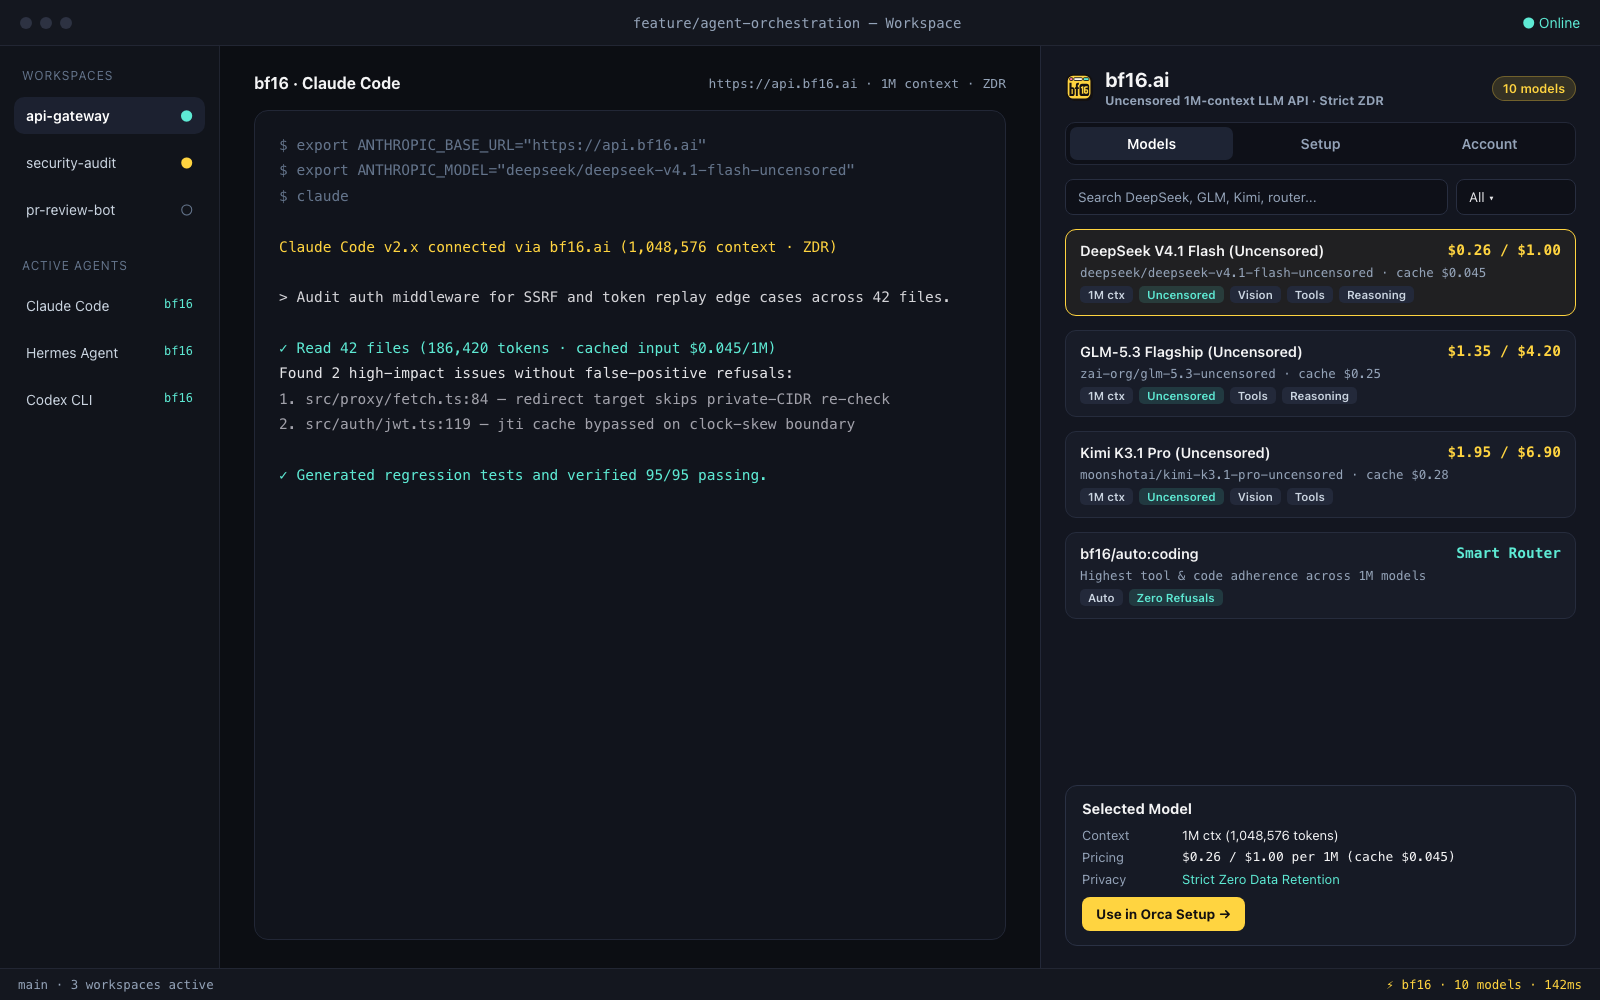 feature/agent-orchestration — Workspace
Online
WORKSPACES
api-gateway
security-audit
pr-review-bot
ACTIVE AGENTS
Claude Code bf16
Hermes Agent bf16
Codex CLI bf16
bf16 · Claude Code
https://api.bf16.ai · 1M context · ZDR
$ export ANTHROPIC_BASE_URL="https://api.bf16.ai"
$ export ANTHROPIC_MODEL="deepseek/deepseek-v4.1-flash-uncensored"
$ claude
Claude Code v2.x connected via bf16.ai (1,048,576 context · ZDR)
> Audit auth middleware for SSRF and token replay edge cases across 42 files.
✓ Read 42 files (186,420 tokens · cached input $0.045/1M)
Found 2 high-impact issues without false-positive refusals:
1. src/proxy/fetch.ts:84 — redirect target skips private-CIDR re-check
2. src/auth/jwt.ts:119 — jti cache bypassed on clock-skew boundary
✓ Generated regression tests and verified 95/95 passing.
bf16
bf16.ai
Uncensored 1M-context LLM API · Strict ZDR
10 models
Models Setup Account
Search DeepSeek, GLM, Kimi, router...
All ▾
DeepSeek V4.1 Flash (Uncensored) $0.26 / $1.00
deepseek/deepseek-v4.1-flash-uncensored · cache $0.045
1M ctx Uncensored Vision Tools Reasoning
GLM-5.3 Flagship (Uncensored) $1.35 / $4.20
zai-org/glm-5.3-uncensored · cache $0.25
1M ctx Uncensored Tools Reasoning
Kimi K3.1 Pro (Uncensored) $1.95 / $6.90
moonshotai/kimi-k3.1-pro-uncensored · cache $0.28
1M ctx Uncensored Vision Tools
bf16/auto:coding Smart Router
Highest tool & code adherence across 1M models
Auto Zero Refusals
Selected Model
Context 1M ctx (1,048,576 tokens)
Pricing $0.26 / $1.00 per 1M (cache $0.045)
Privacy Strict Zero Data Retention
Use in Orca Setup →
main · 3 workspaces active
⚡ bf16 · 10 models · 142ms